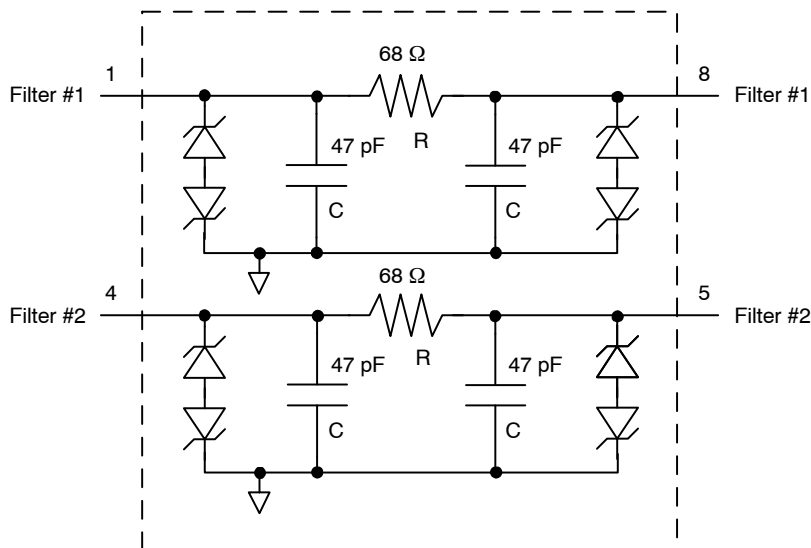 68 Ω
1
8
Filter #1
Filter #1
47 pF
R
47 pF
C
C
68 Ω
4
5
Filter #2
Filter #2
47 pF
R
47 pF
C
C